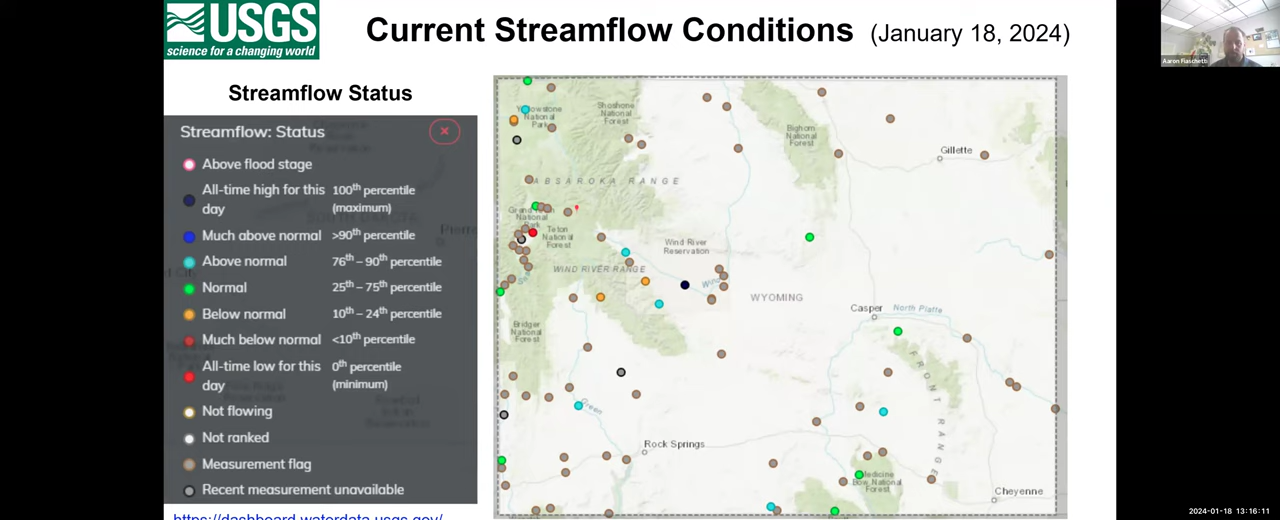 USGS
science for a changing world
Current Streamflow Conditions (January 18, 2024)
Aaron Fiaschetti
Streamflow Status
Streamflow: Status
Above flood stage
All-time high for this day 100th percentile (maximum)
Much above normal >90th percentile
Above normal 76th – 90th percentile
Normal 25th – 75th percentile
Below normal 10th – 24th percentile
Much below normal <10th percentile
All-time low for this day 0th percentile (minimum)
Not flowing
Not ranked
Measurement flag
Recent measurement unavailable
https://dashboard.waterdata.usgs.gov/
Yellowstone National Park
Shoshone National Forest
Bighorn National Forest
Gillette
ABSAROKA RANGE
Grand Teton National Park
Teton National Forest
Wind River Reservation
WIND RIVER RANGE
Wind
WYOMING
Casper
North Platte
Bridger National Forest
FRONT RANGE
Green
Rock Springs
Medicine Bow National Forest
Cheyenne
2024-01-18 13:16:11